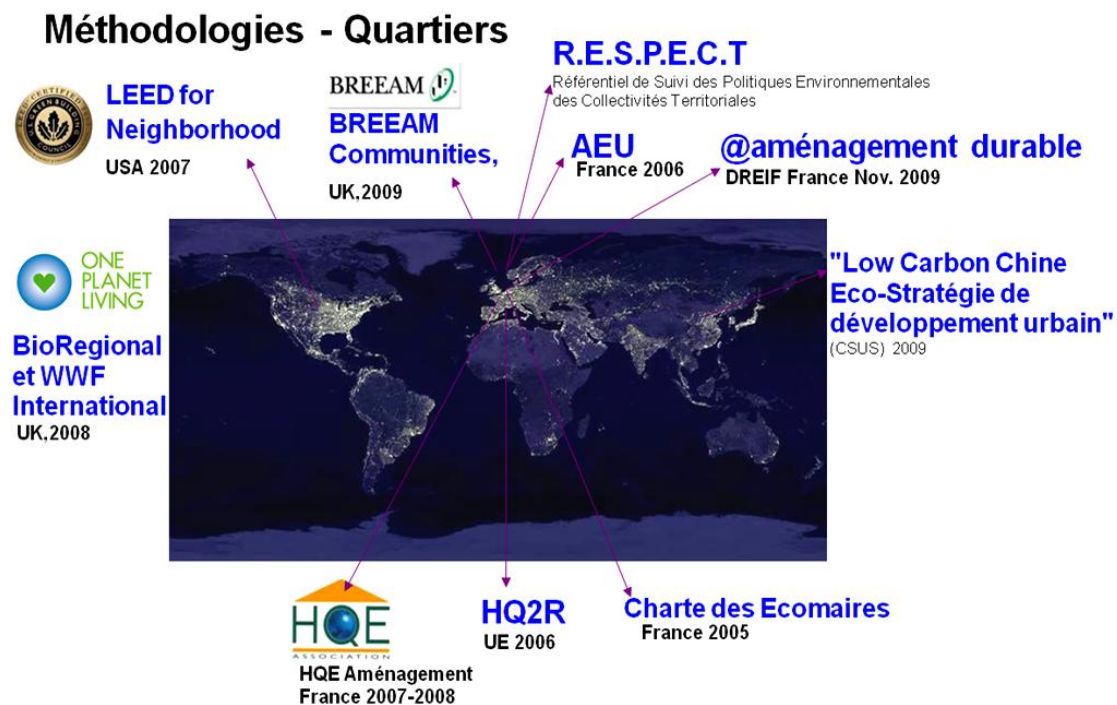 Méthodologies - Quartiers
LEED for
Neighborhood
USA 2007
BREEAM
BREEAM
Communities,
UK,2009
R.E.S.P.E.C.T
Référentiel de Suivi des Politiques Environnementales
des Collectivités Territoriales
AEU
France 2006
@aménagement durable
DREIF France Nov. 2009
ONE
PLANET
LIVING
BioRegional
et WWF
International
UK,2008
"Low Carbon Chine
Eco-Stratégie de
développement urbain"
(CSUS) 2009
HQE
ASSOCIATION
HQE Aménagement
France 2007-2008
HQ2R
UE 2006
Charte des Ecomaires
France 2005